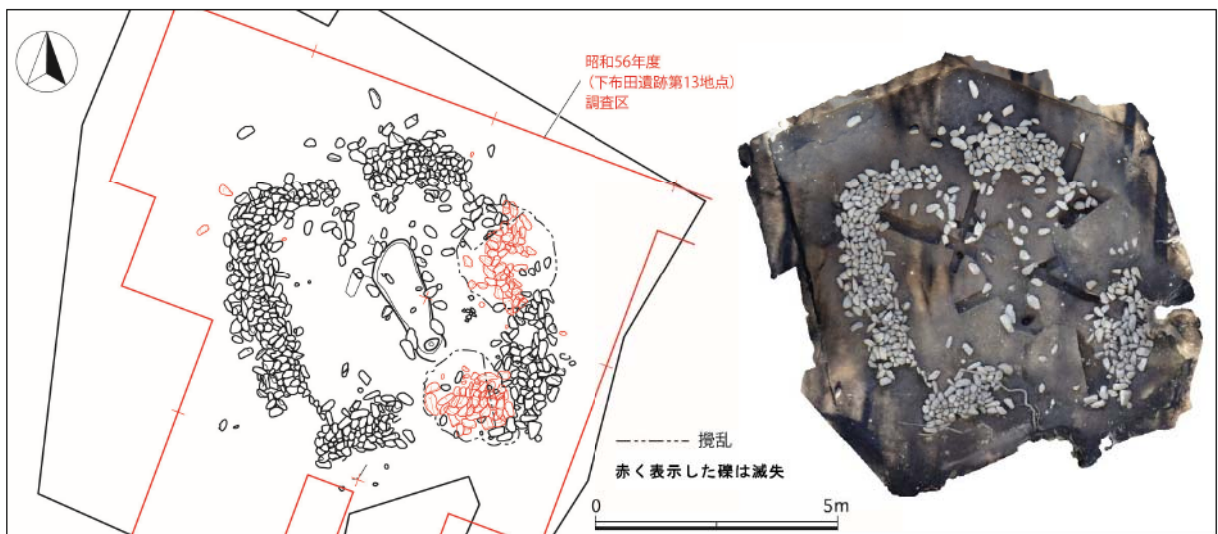 昭和56年度
（下布田遺跡第13地点）
調査区
攪乱
赤く表示した礫は滅失
0
5m